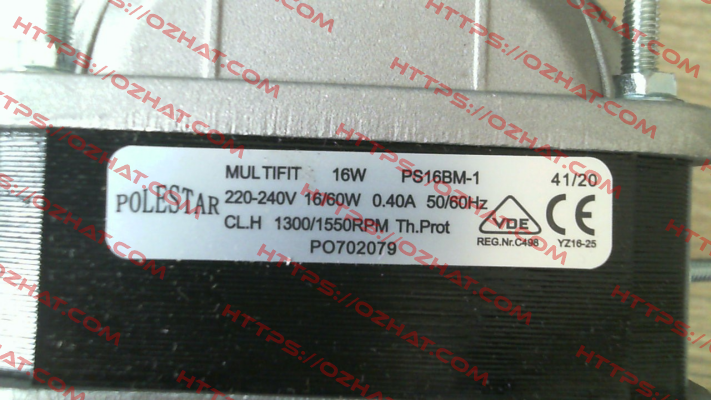 MULTIFIT 16W PS16BM-1 41/20
POLESTAR
220-240V 16/60W 0.40A 50/60Hz
CL.H 1300/1550RPM Th.Prot
PO702079
VDE
REG.Nr.C498
CE
YZ16-25
HTTPS://OZHAT.COM